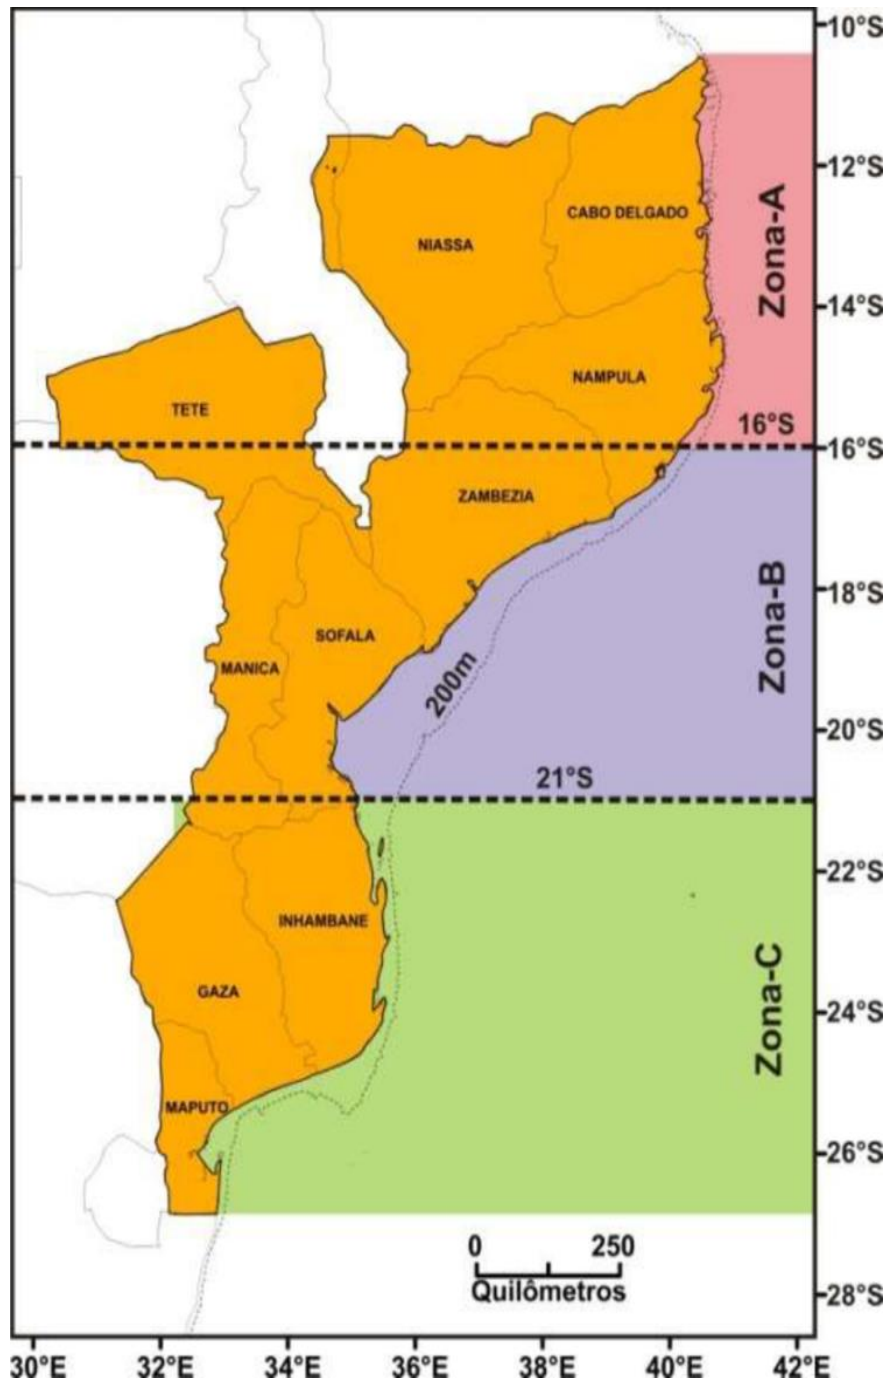 10°S
12°S
CABO DELGADO
NIASSA
Zona-A
14°S
NAMPULA
TETE
16°S
16°S
ZAMBEZIA
Zona-B
18°S
SOFALA
MANICA
200m
20°S
21°S
22°S
INHAMBANE
GAZA
Zona-C
24°S
MAPUTO
26°S
0 250
Quilômetros
28°S
30°E 32°E 34°E 36°E 38°E 40°E 42°E